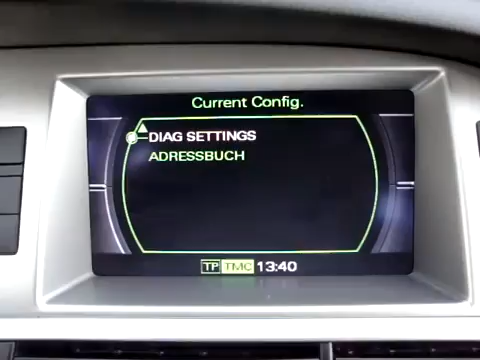 Current Config.
DIAG SETTINGS
ADRESSBUCH
TP TMC 13:40